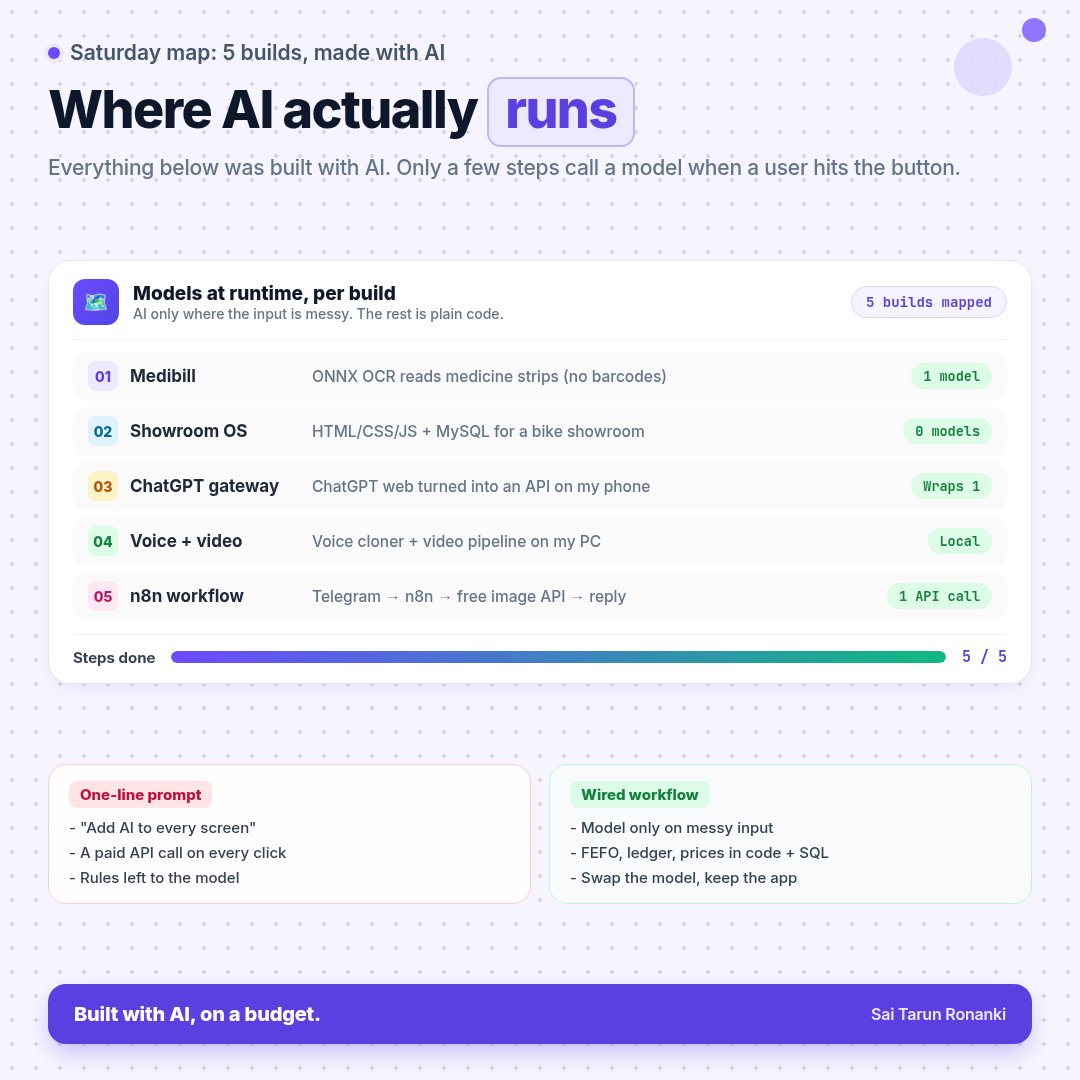 Saturday map: 5 builds, made with AI
Where AI actually runs
Everything below was built with AI. Only a few steps call a model when a user hits the button.
Models at runtime, per build
AI only where the input is messy. The rest is plain code.
5 builds mapped
01 Medibill ONNX OCR reads medicine strips (no barcodes) 1 model
02 Showroom OS HTML/CSS/JS + MySQL for a bike showroom 0 models
03 ChatGPT gateway ChatGPT web turned into an API on my phone Wraps 1
04 Voice + video Voice cloner + video pipeline on my PC Local
05 n8n workflow Telegram → n8n → free image API → reply 1 API call
Steps done 5 / 5
One-line prompt
- "Add AI to every screen"
- A paid API call on every click
- Rules left to the model
Wired workflow
- Model only on messy input
- FEFO, ledger, prices in code + SQL
- Swap the model, keep the app
Built with AI, on a budget.
Sai Tarun Ronanki